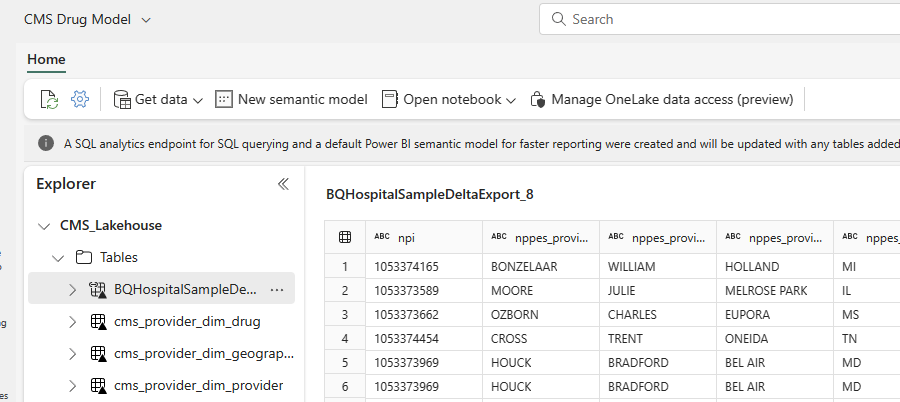 CMS Drug Model
Search
Home
Get data
New semantic model
Open notebook
Manage OneLake data access (preview)
A SQL analytics endpoint for SQL querying and a default Power BI semantic model for faster reporting were created and will be updated with any tables added
Explorer
CMS_Lakehouse
Tables
BQHospitalSampleDe...
cms_provider_dim_drug
cms_provider_dim_geograp...
cms_provider_dim_provider
BQHospitalSampleDeltaExport_8
ABC npi ABC nppes_provi... ABC nppes_provi... ABC nppes_provi... ABC nppes_
1 1053374165 BONZELAAR WILLIAM HOLLAND MI
2 1053373589 MOORE JULIE MELROSE PARK IL
3 1053373662 OZBORN CHARLES EUPORA MS
4 1053374454 CROSS TRENT ONEIDA TN
5 1053373969 HOUCK BRADFORD BEL AIR MD
6 1053373969 HOUCK BRADFORD BEL AIR MD